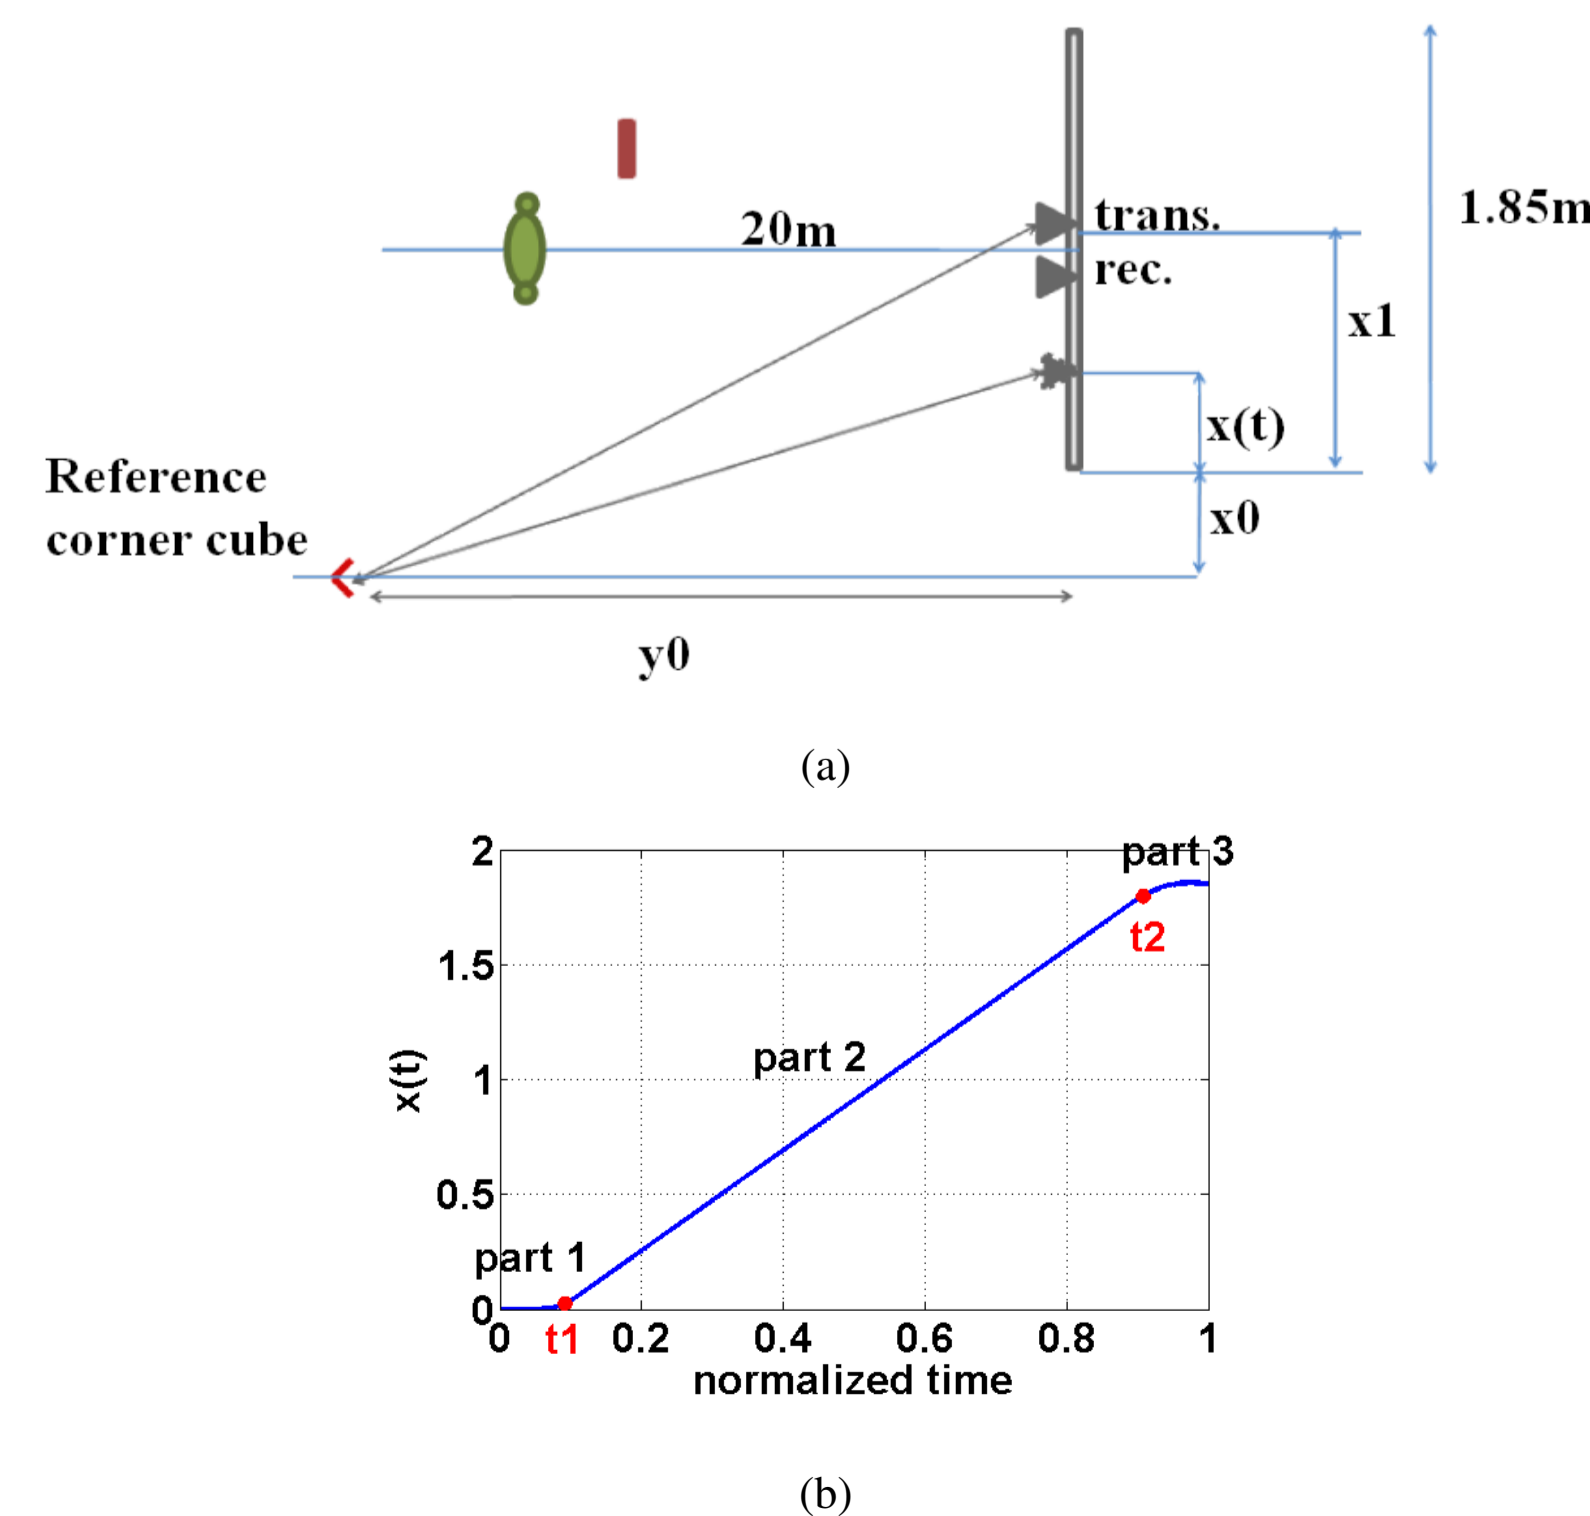 20m
trans.
rec.
1.85m
x1
x(t)
x0
Reference
corner cube
y0
(a)
2
part 3
t2
1.5
part 2
1
x(t)
0.5
part 1
0
0 t1 0.2 0.4 0.6 0.8 1
normalized time
(b)